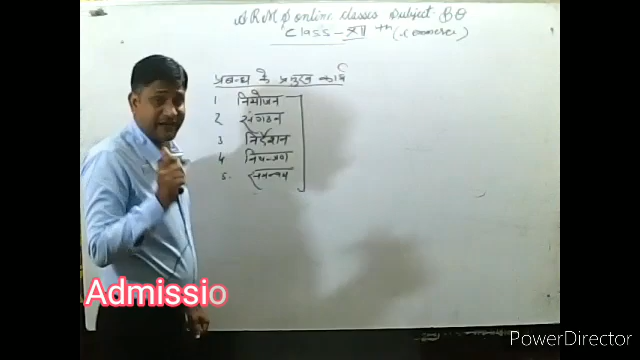 ARMS online classes subject BO
Class - XII th (Commerce)
प्रबन्ध के प्रमुख कार्य
1 नियोजन
2 संगठन
3 निर्देशन
4 नियन्त्रण
5. समन्वय
Admissio
PowerDirector